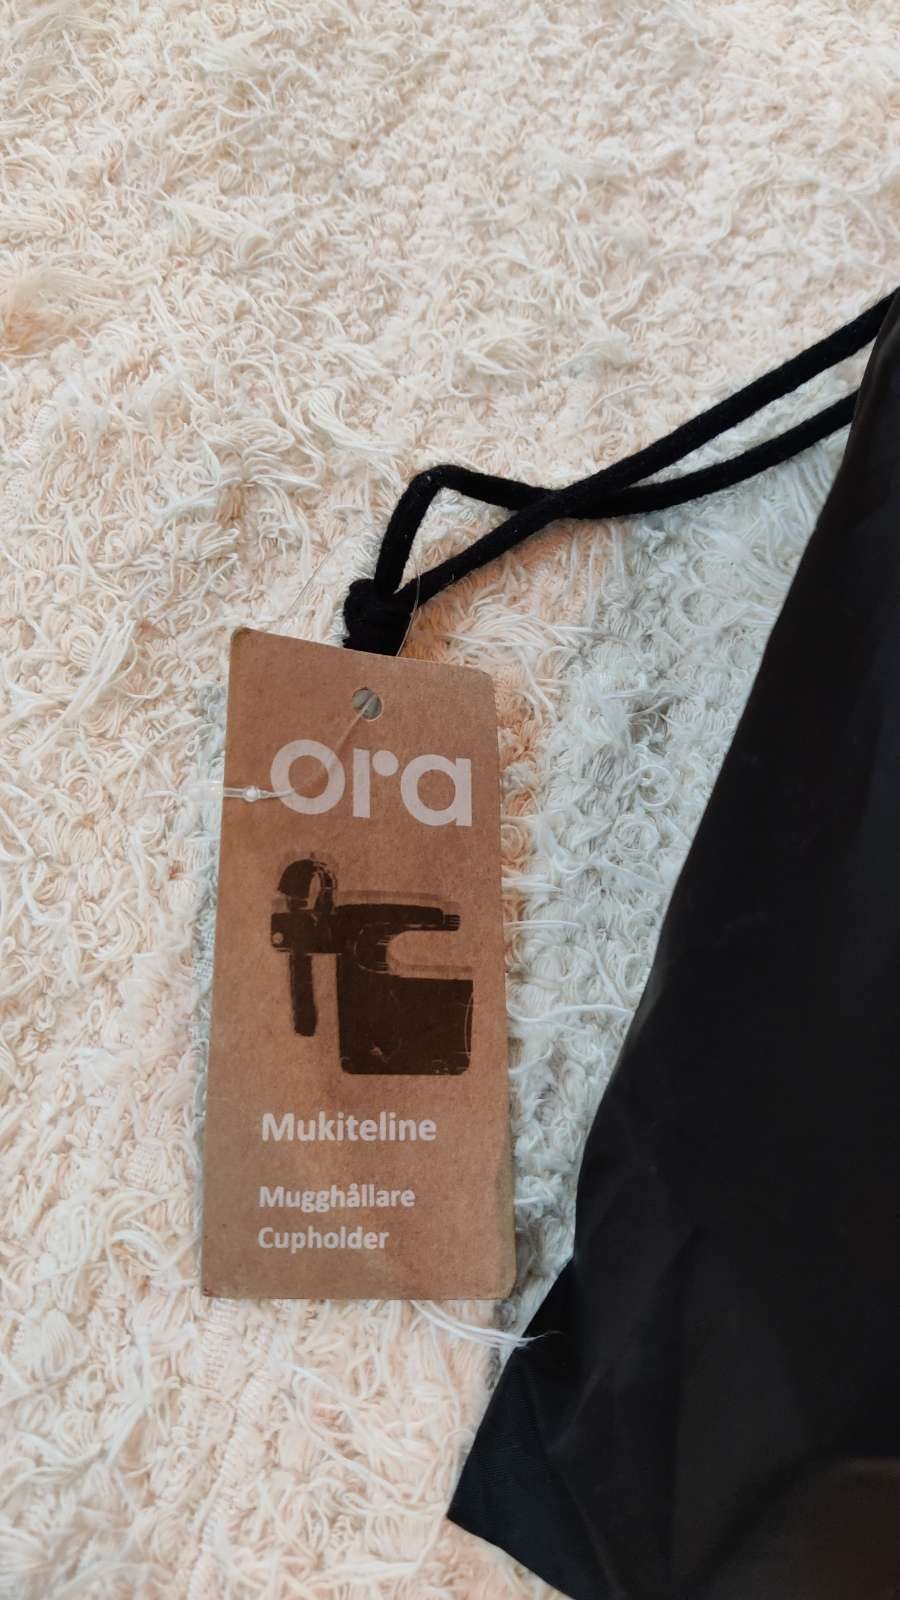 ora
Mukiteline
Mugghållare
Cupholder